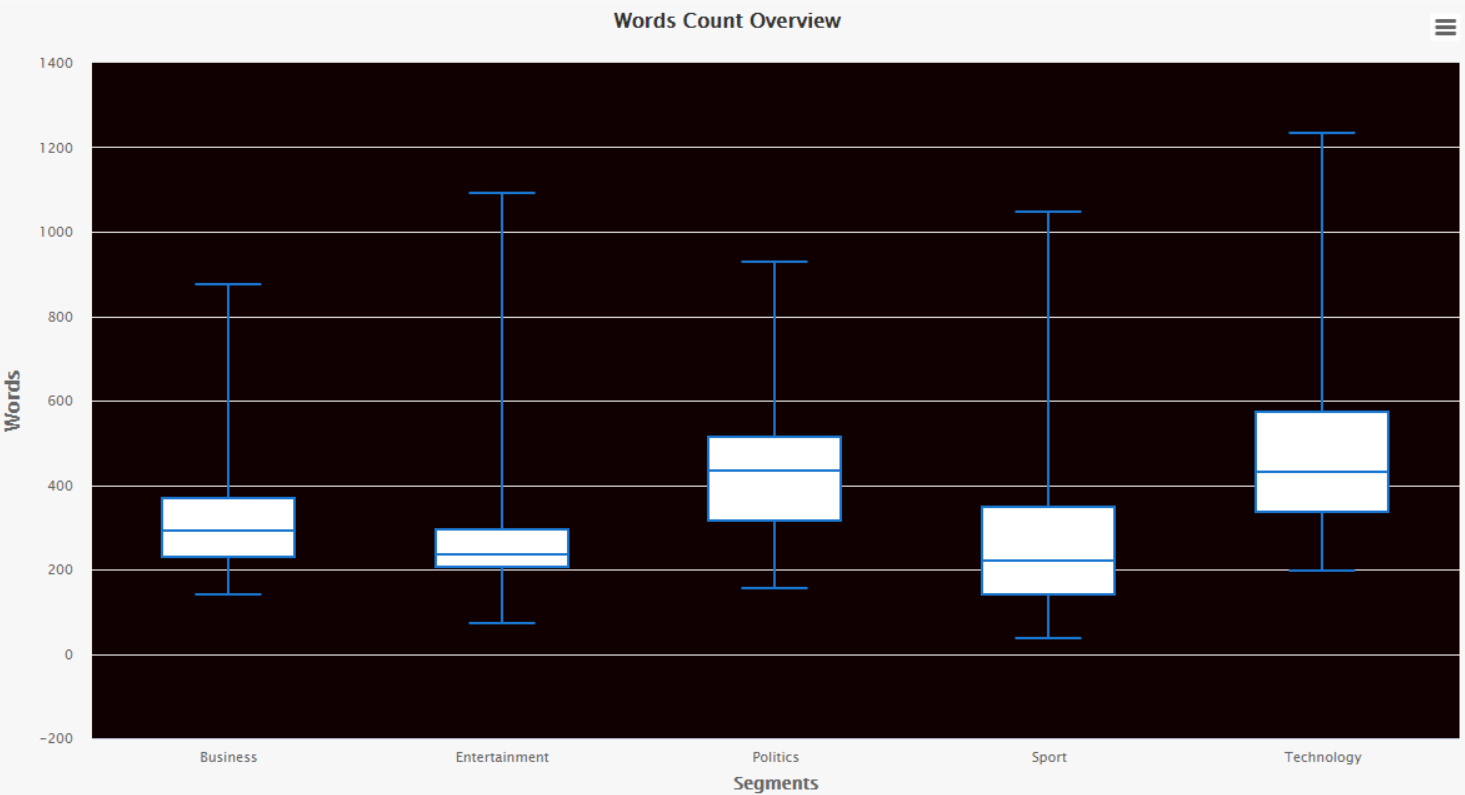 Words Count Overview
1400
1200
1000
800
600
400
200
0
-200
Words
Business Entertainment Politics Sport Technology
Segments